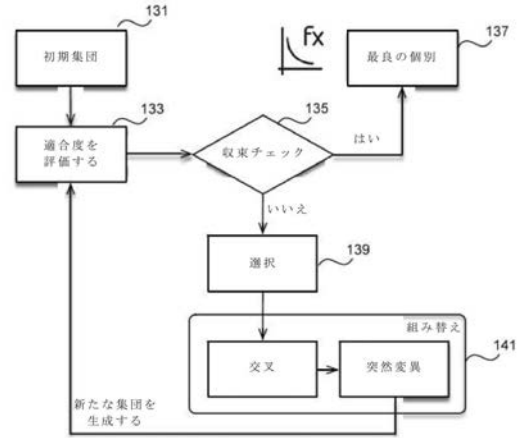 131
初期集団
133
適合度を
評価する
fx
135
収束チェック
はい
137
最良の個別
いいえ
139
選択
組み替え
141
交叉
突然変異
新たな集団を
生成する